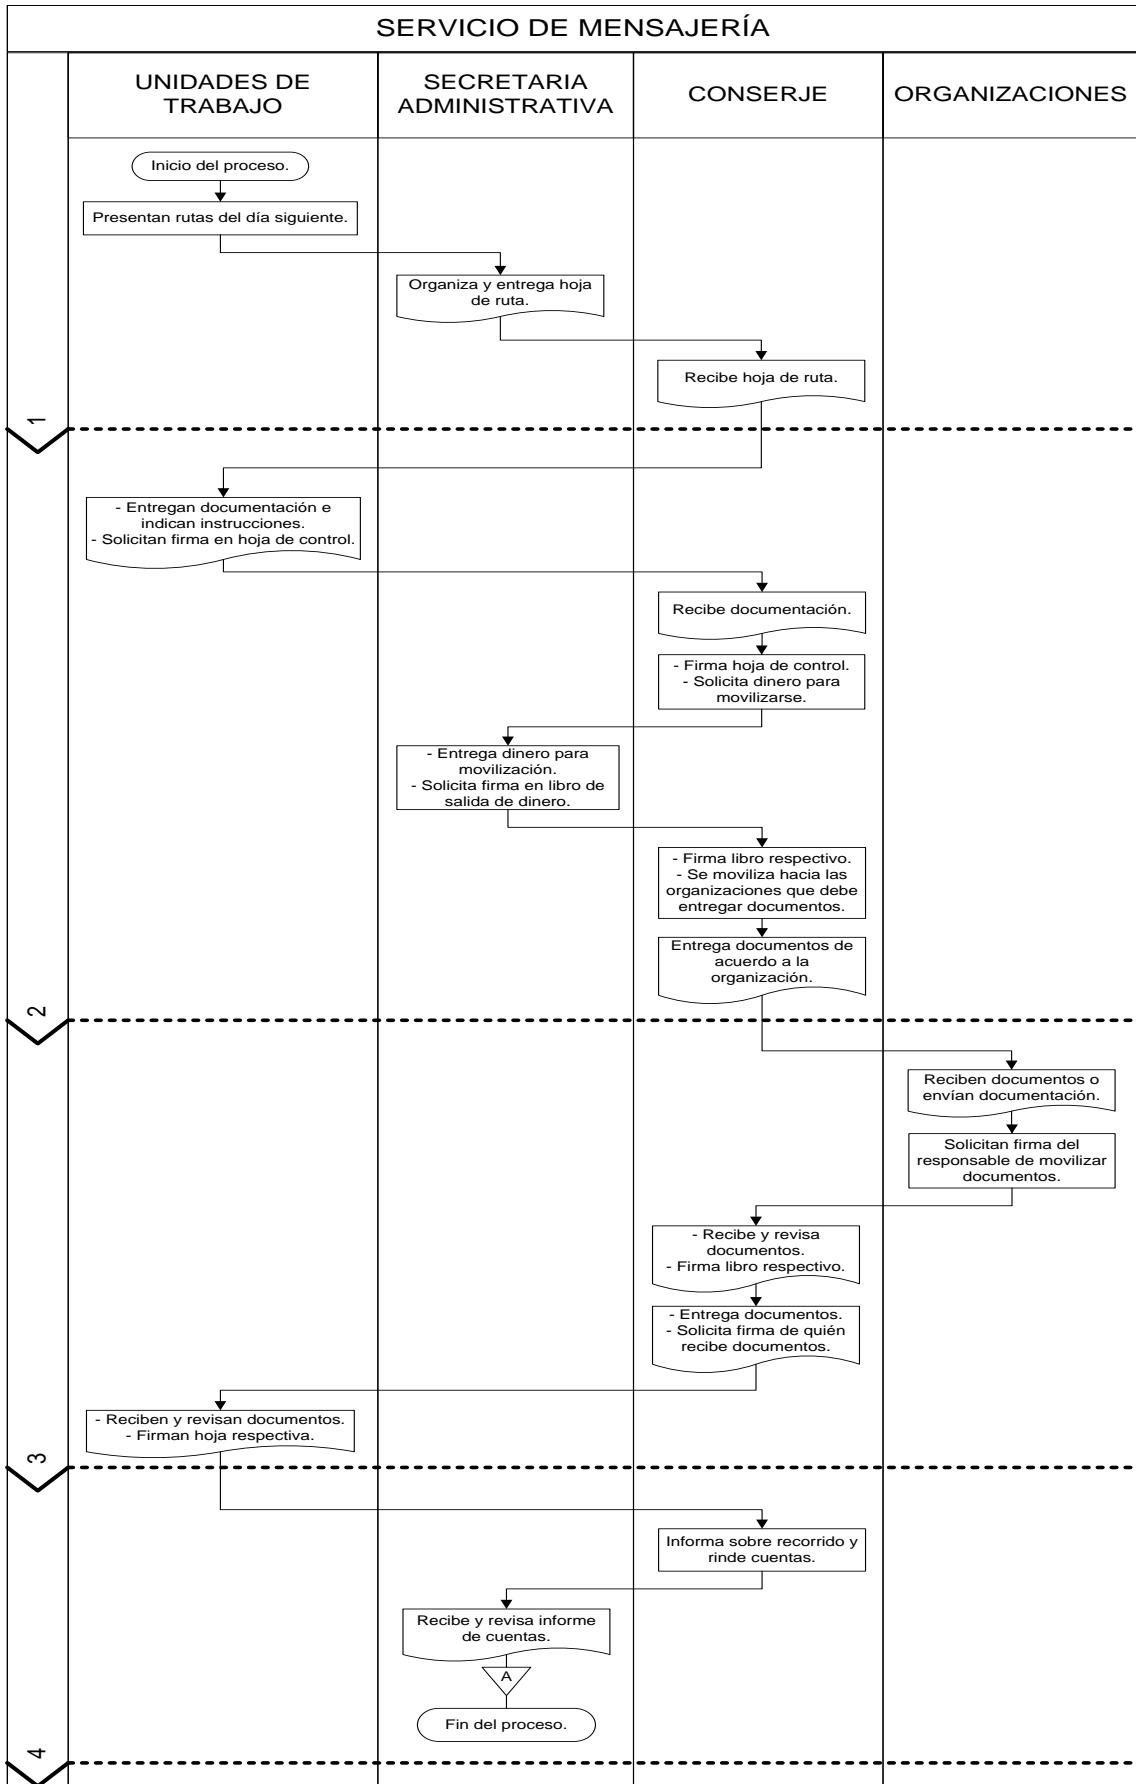 SERVICIO DE MENSAJERÍA
UNIDADES DE
TRABAJO
SECRETARIA
ADMINISTRATIVA
CONSERJE
ORGANIZACIONES
Inicio del proceso.
Presentan rutas del día siguiente.
Organiza y entrega hoja
de ruta.
Recibe hoja de ruta.
1
- Entregan documentación e
indican instrucciones.
- Solicitan firma en hoja de control.
Recibe documentación.
- Firma hoja de control.
- Solicita dinero para
movilizarse.
- Entrega dinero para
movilización.
- Solicita firma en libro de
salida de dinero.
- Firma libro respectivo.
- Se moviliza hacia las
organizaciones que debe
entregar documentos.
Entrega documentos de
acuerdo a la
organización.
2
Reciben documentos o
envían documentación.
Solicitan firma del
responsable de movilizar
documentos.
- Recibe y revisa
documentos.
- Firma libro respectivo.
- Entrega documentos.
- Solicita firma de quién
recibe documentos.
- Reciben y revisan documentos.
- Firman hoja respectiva.
3
Informa sobre recorrido y
rinde cuentas.
Recibe y revisa informe
de cuentas.
A
Fin del proceso.
4